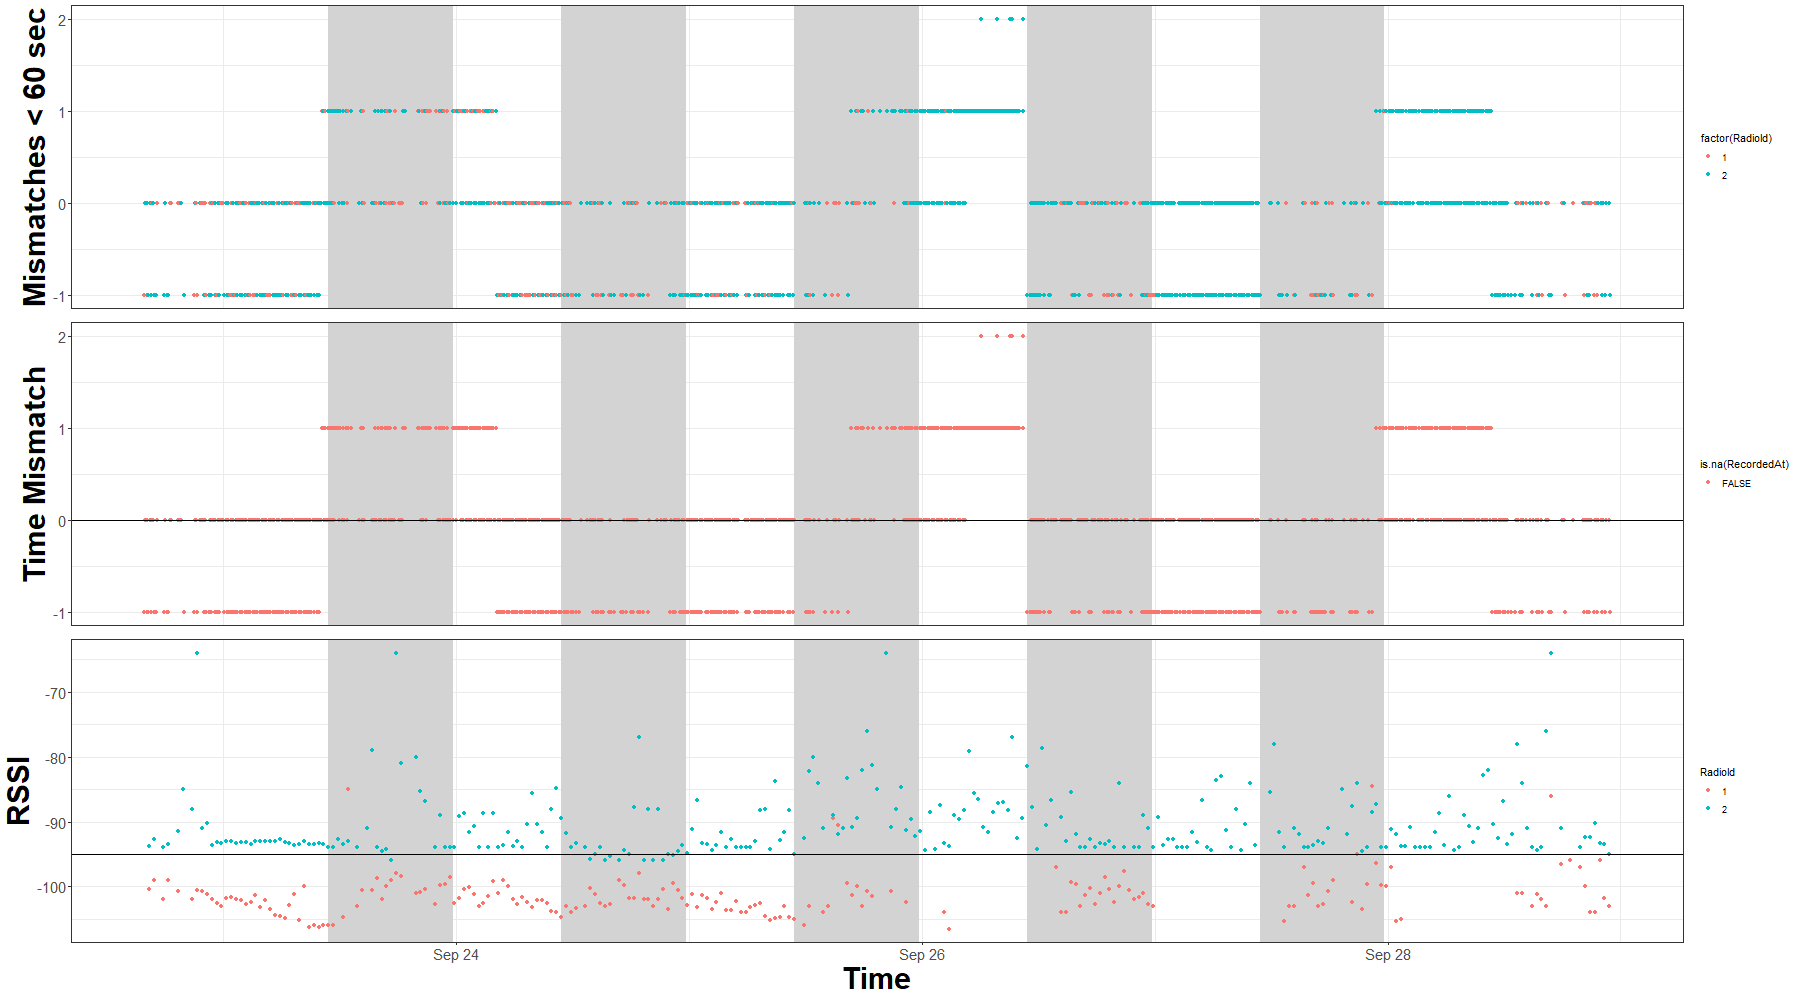 Mismatches < 60 sec
2
1
0
-1
factor(RadioId)
1
2
Time Mismatch
2
1
0
-1
is.na(RecordedAt)
FALSE
RSSI
-70
-80
-90
-100
RadioId
1
2
Sep 24
Sep 26
Sep 28
Time